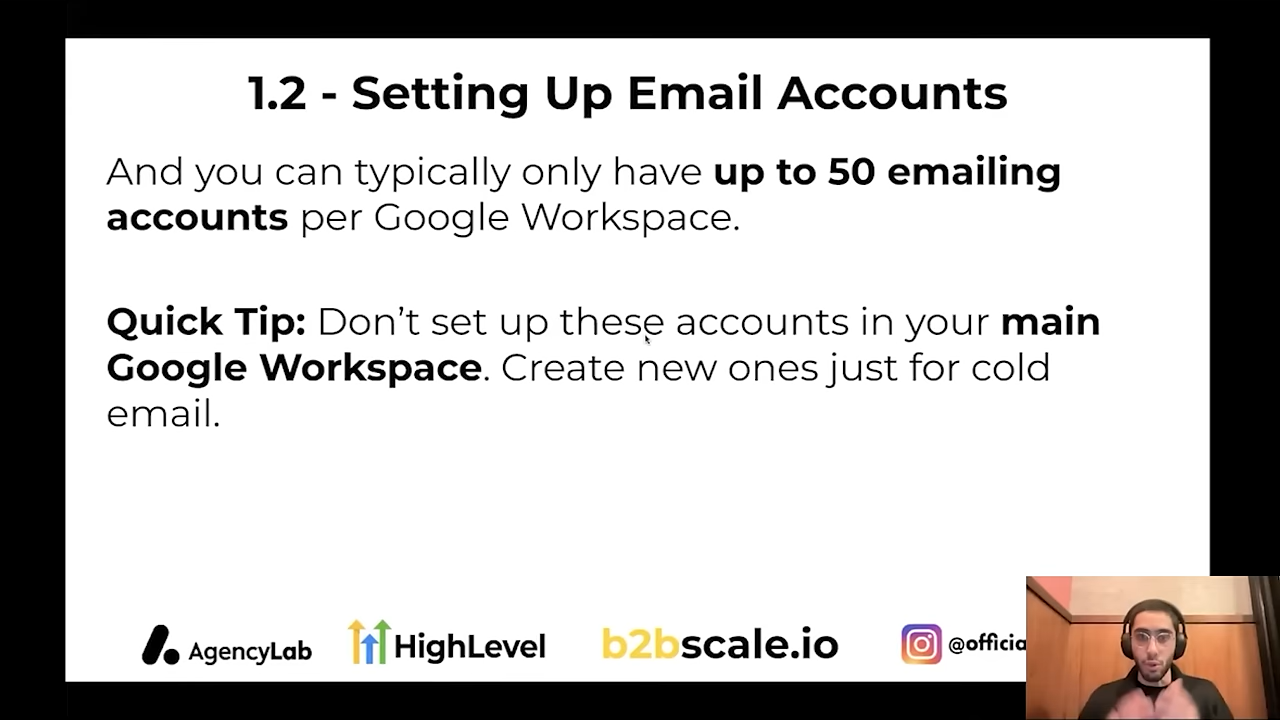 1.2 - Setting Up Email Accounts
And you can typically only have up to 50 emailing
accounts per Google Workspace.
Quick Tip: Don’t set up these accounts in your main
Google Workspace. Create new ones just for cold
email.
AgencyLab HighLevel b2bscale.io @officia